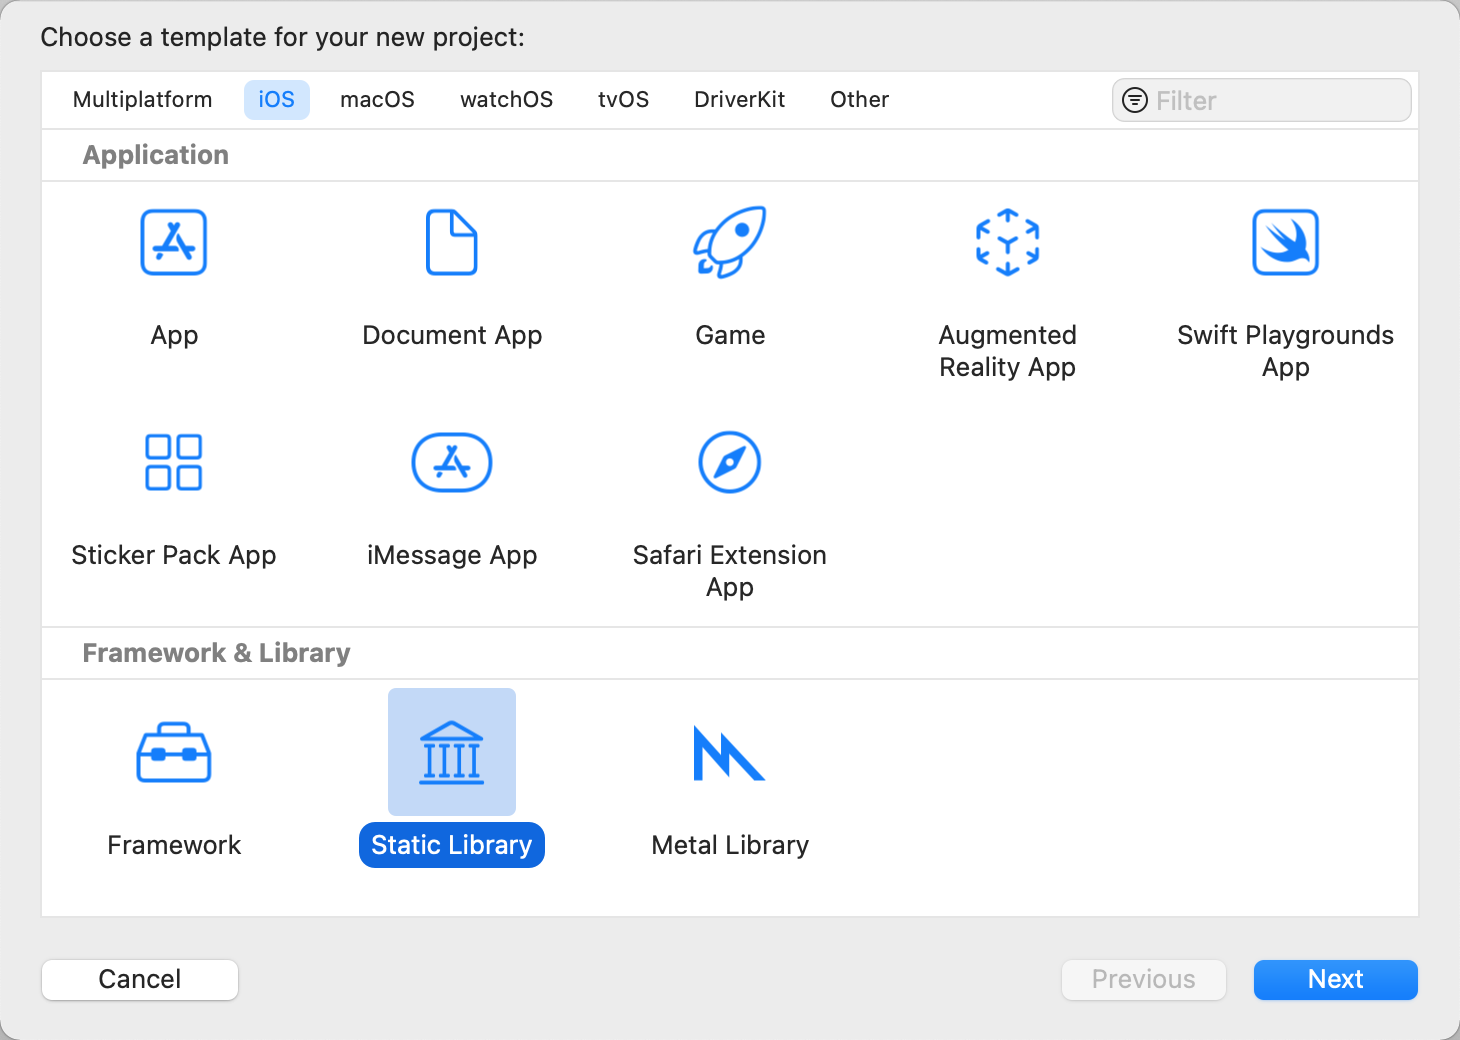 Choose a template for your new project:
Multiplatform iOS macOS watchOS tvOS DriverKit Other Filter
Application
App Document App Game Augmented Reality App Swift Playgrounds App
Sticker Pack App iMessage App Safari Extension App
Framework & Library
Framework Static Library Metal Library
Cancel Previous Next